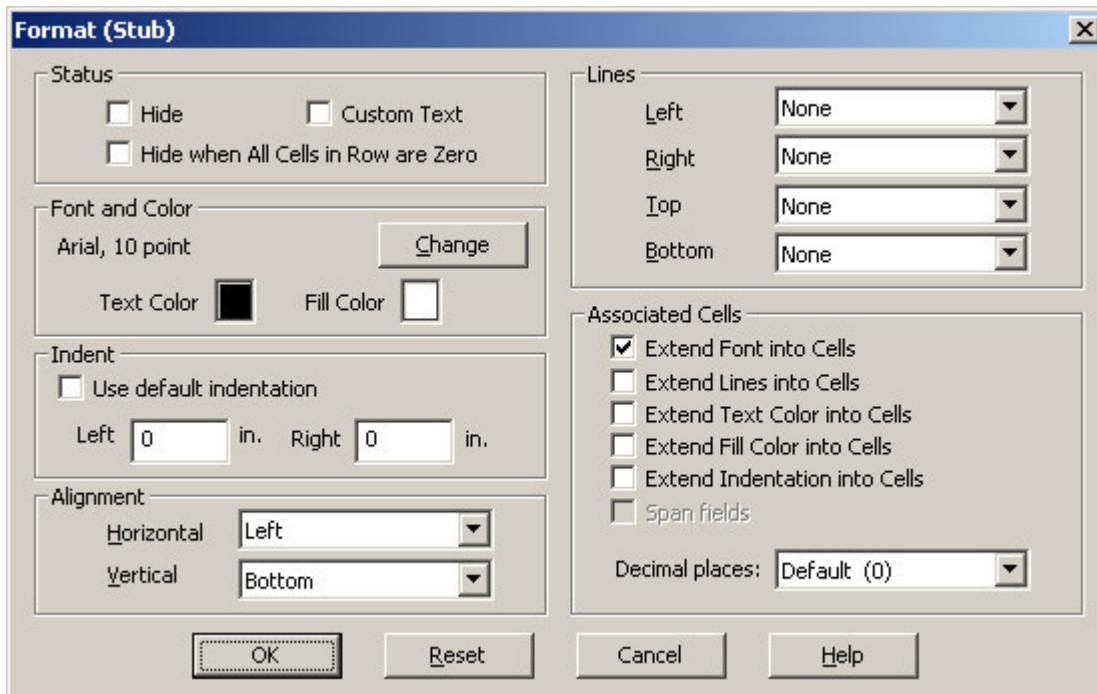 Format (Stub)
Status
Hide Custom Text
Hide when All Cells in Row are Zero
Font and Color
Arial, 10 point Change
Text Color Fill Color
Indent
Use default indentation
Left 0 in. Right 0 in.
Alignment
Horizontal Left
Vertical Bottom
Lines
Left None
Right None
Top None
Bottom None
Associated Cells
Extend Font into Cells
Extend Lines into Cells
Extend Text Color into Cells
Extend Fill Color into Cells
Extend Indentation into Cells
Span fields
Decimal places: Default (0)
OK Reset Cancel Help